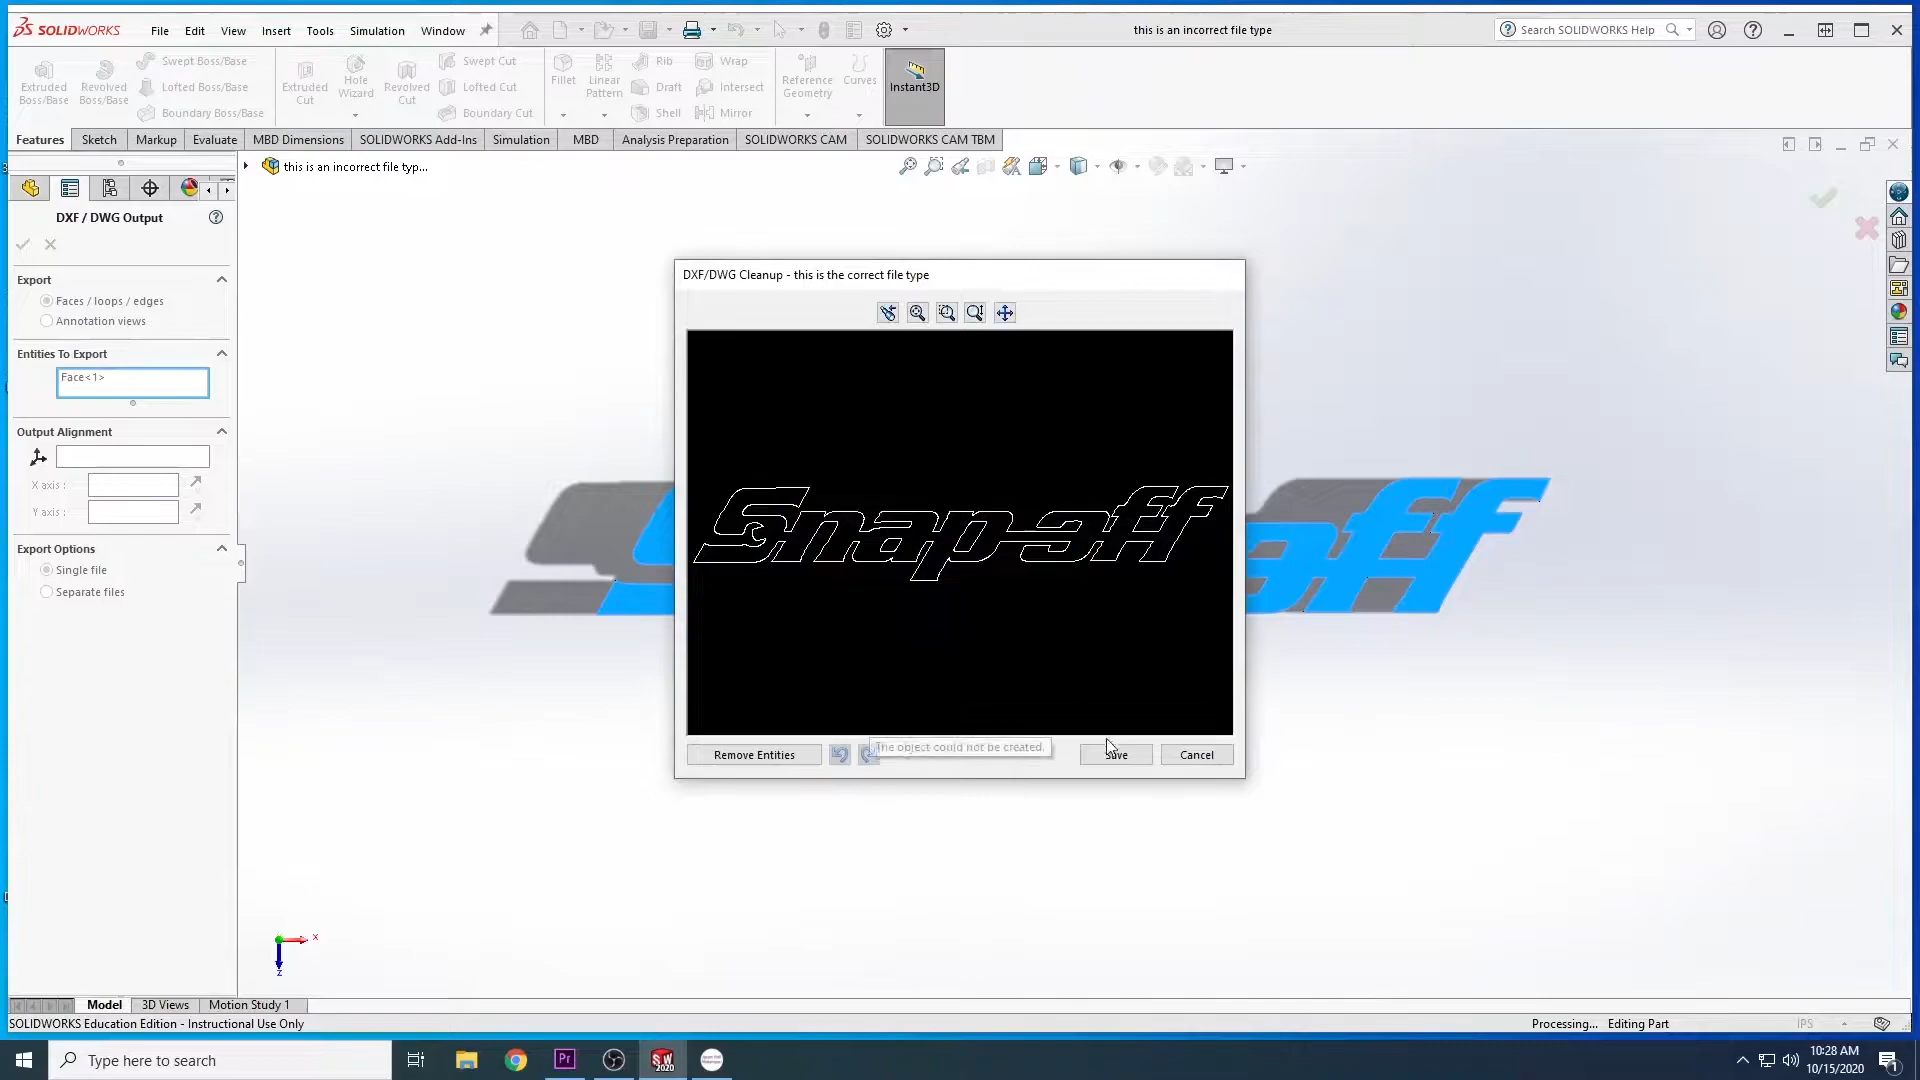 SOLIDWORKS File Edit View Insert Tools Simulation Window this is an incorrect file type Search SOLIDWORKS Help
Extruded Boss/Base
Revolved Boss/Base
Swept Boss/Base
Lofted Boss/Base
Boundary Boss/Base
Extruded Cut
Hole Wizard
Revolved Cut
Swept Cut
Lofted Cut
Boundary Cut
Fillet
Linear Pattern
Rib
Draft
Shell
Wrap
Intersect
Mirror
Reference Geometry
Curves
Instant3D
Features Sketch Markup Evaluate MBD Dimensions SOLIDWORKS Add-Ins Simulation MBD Analysis Preparation SOLIDWORKS CAM SOLIDWORKS CAM TBM
this is an incorrect file typ...
DXF / DWG Output
Export
Faces / loops / edges
Annotation views
Entities To Export
Face<1>
Output Alignment
X axis :
Y axis :
Export Options
Single file
Separate files
DXF/DWG Cleanup - this is the correct file type
Snap-off
Remove Entities
The object could not be created.
Save
Cancel
x
z
Model 3D Views Motion Study 1
SOLIDWORKS Education Edition - Instructional Use Only Processing... Editing Part IPS
Type here to search
Pr
SW 2020
10:28 AM
10/15/2020
1